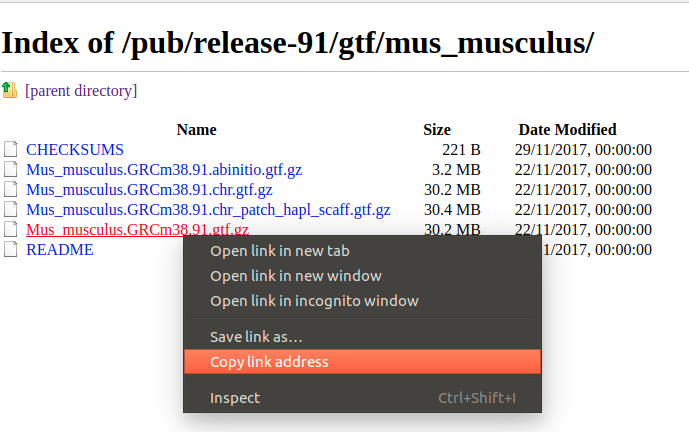 Index of /pub/release-91/gtf/mus_musculus/
[parent directory]
Name Size Date Modified
CHECKSUMS 221 B 29/11/2017, 00:00:00
Mus_musculus.GRCm38.91.abinitio.gtf.gz 3.2 MB 22/11/2017, 00:00:00
Mus_musculus.GRCm38.91.chr.gtf.gz 30.2 MB 22/11/2017, 00:00:00
Mus_musculus.GRCm38.91.chr_patch_hapl_scaff.gtf.gz 30.4 MB 22/11/2017, 00:00:00
Mus_musculus.GRCm38.91.gtf.gz 30.2 MB 22/11/2017, 00:00:00
README 1/2017, 00:00:00
Open link in new tab
Open link in new window
Open link in incognito window
Save link as...
Copy link address
Inspect Ctrl+Shift+I